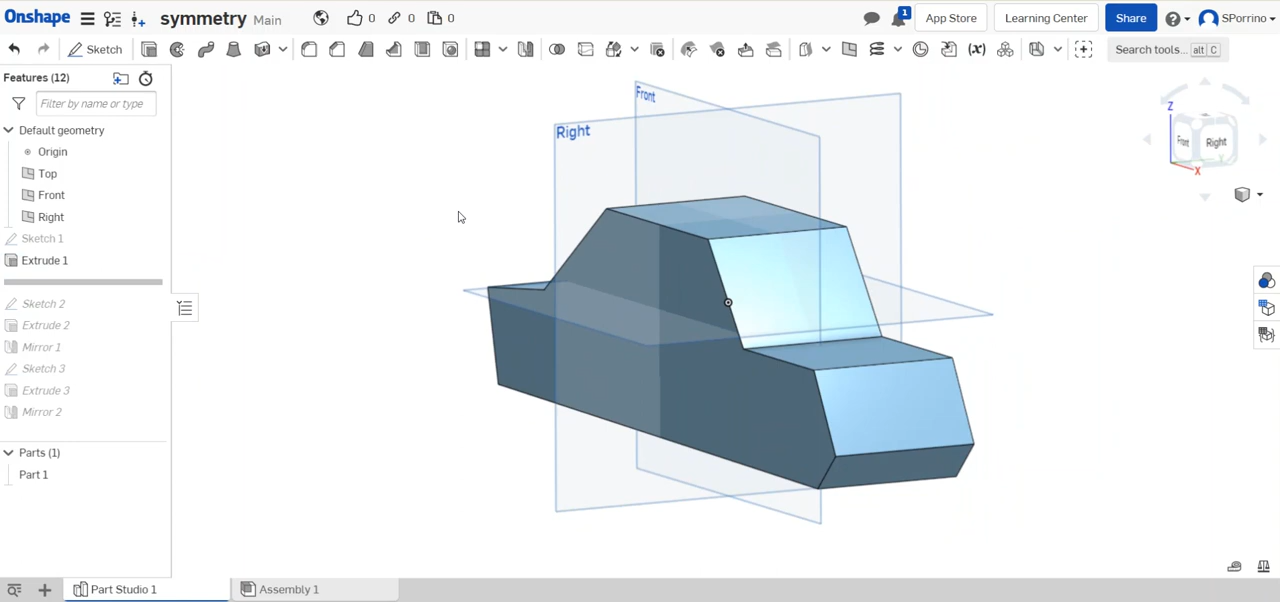 Onshape symmetry Main 0 0 0 1 App Store Learning Center Share SPorrino
Sketch Search tools... alt C
Features (12)
Filter by name or type
Default geometry
Origin
Top
Front
Right
Sketch 1
Extrude 1
Sketch 2
Extrude 2
Mirror 1
Sketch 3
Extrude 3
Mirror 2
Parts (1)
Part 1
Front
Right
Z
Front
Right
Y
X
Part Studio 1
Assembly 1